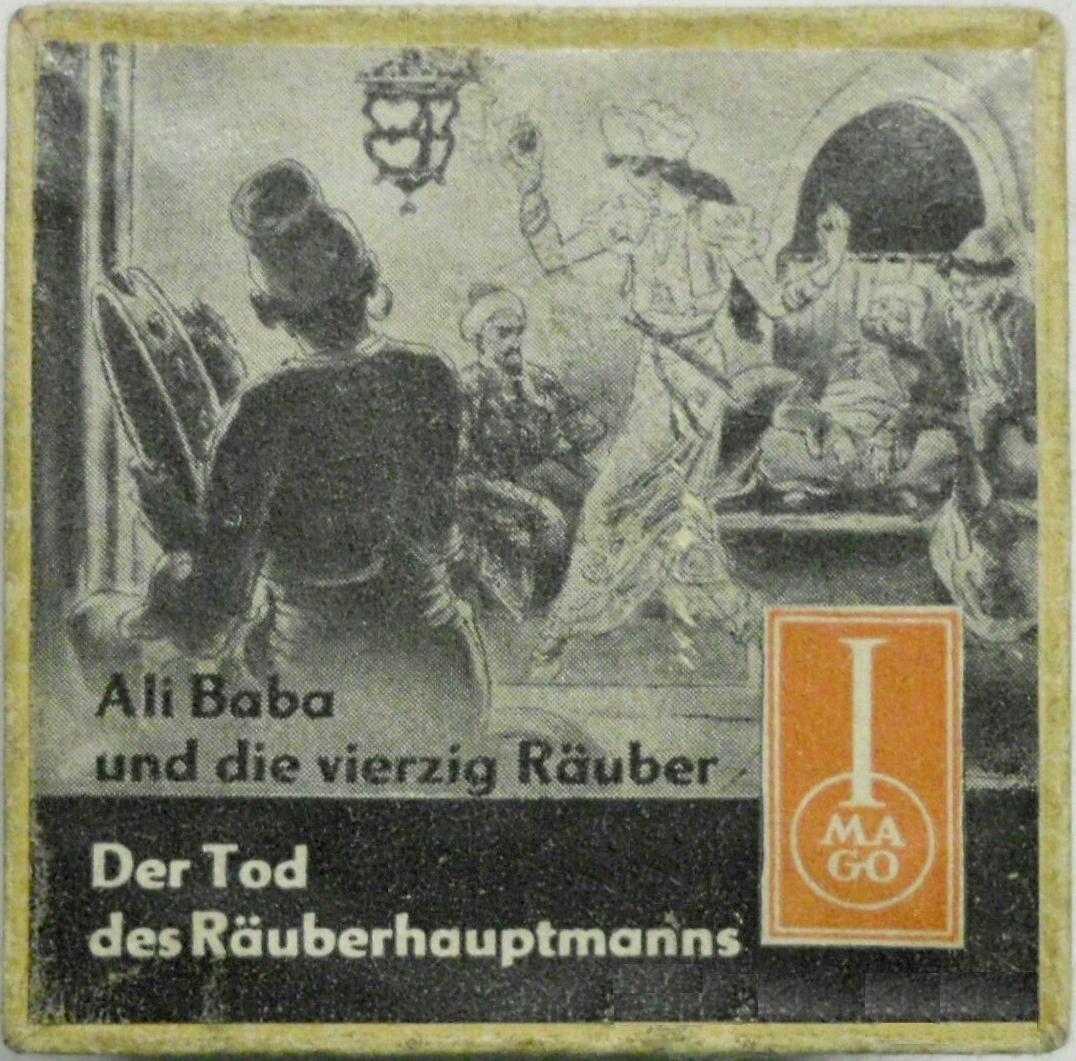 Ali Baba
und die vierzig Räuber
Der Tod
des Räuberhauptmanns
I
MA
GO